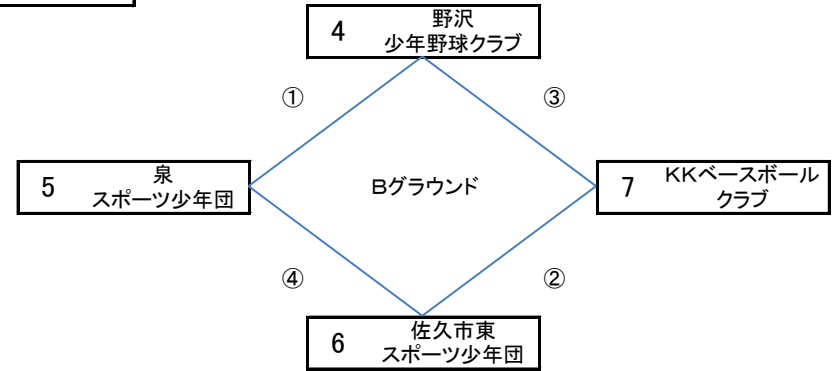 4
野沢
少年野球クラブ
①
③
5
泉
スポーツ少年団
Bグラウンド
7
KKベースボール
クラブ
④
②
6
佐久市東
スポーツ少年団